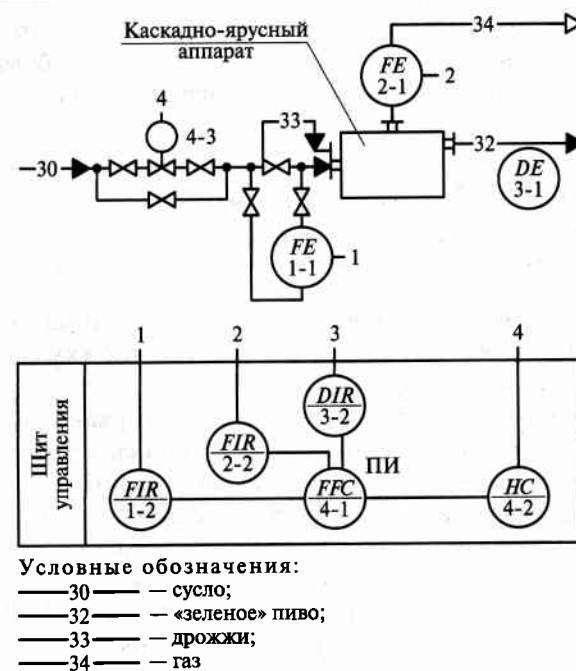 34
Каскадно-ярусный
аппарат
FE
2-1
2
4
4-3
33
30
32
DE
3-1
FE
1-1
1
1 2 3 4
Щит
управления
DIR
3-2
FIR
2-2
ПИ
FIR
1-2
FFC
4-1
HC
4-2
Условные обозначения:
30 — сусло;
32 — «зеленое» пиво;
33 — дрожжи;
34 — газ